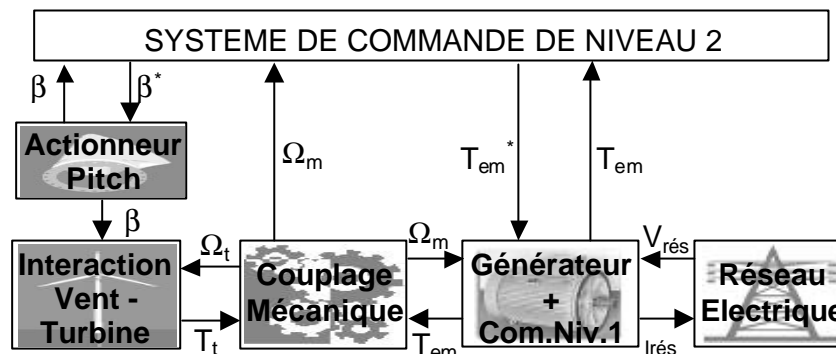 SYSTEME DE COMMANDE DE NIVEAU 2
β
β*
Ωm
Tem*
Tem
Actionneur
Pitch
β
Ωt
Ωm
Vrés
Interaction
Vent -
Turbine
Couplage
Mécanique
Générateur
+
Com.Niv.1
Réseau
Electrique
Tt
Tem
Irés